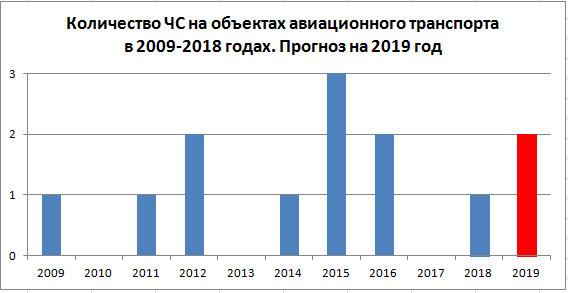 Количество ЧС на объектах авиационного транспорта
в 2009-2018 годах. Прогноз на 2019 год
3
2
1
0
2009 2010 2011 2012 2013 2014 2015 2016 2017 2018 2019